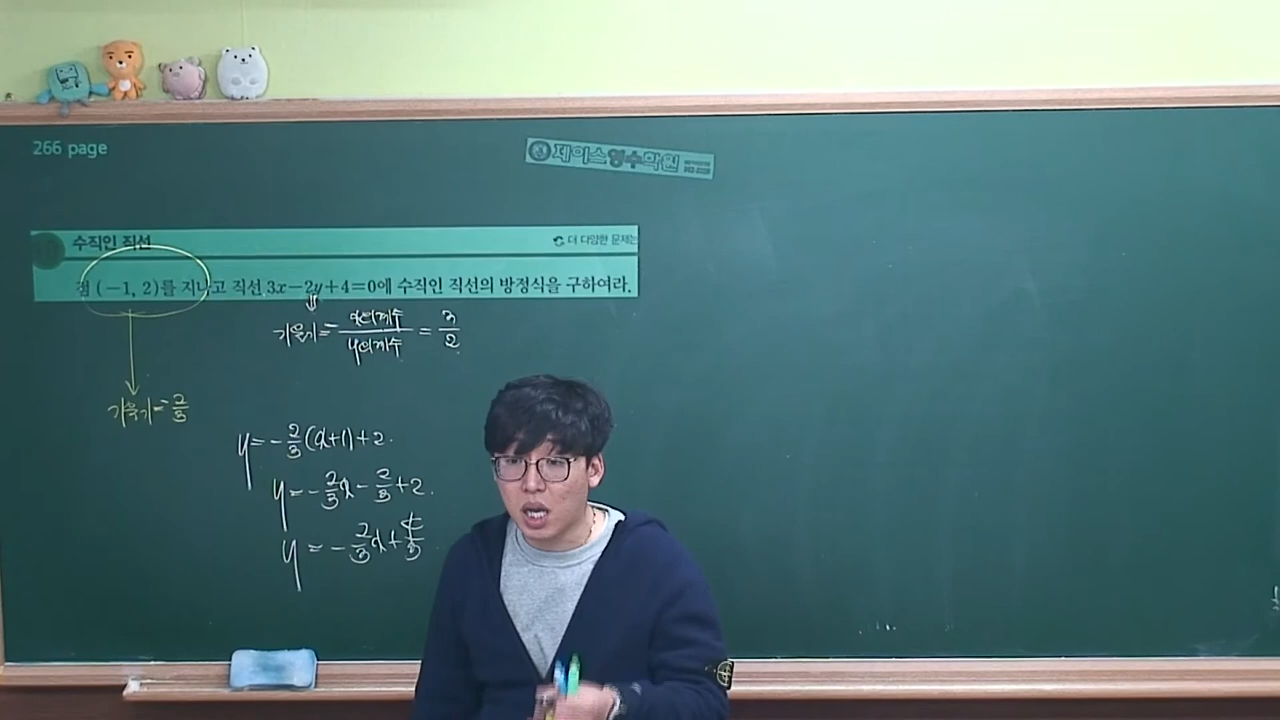 266 page
제이스영수학원
수직인 직선
더 다양한 문제는
점 (−1, 2)를 지나고 직선 3x−2y+4=0에 수직인 직선의 방정식을 구하여라.
기울기=−x의계수/y의계수=3/2
기울기=−2/3
y=−2/3(x+1)+2.
y=−2/3x−2/3+2.
y=−2/3x+4/3